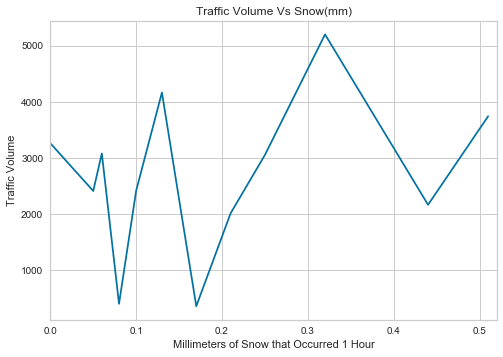 Traffic Volume Vs Snow(mm)
5000
4000
3000
2000
1000
Traffic Volume
0.0 0.1 0.2 0.3 0.4 0.5
Millimeters of Snow that Occurred 1 Hour